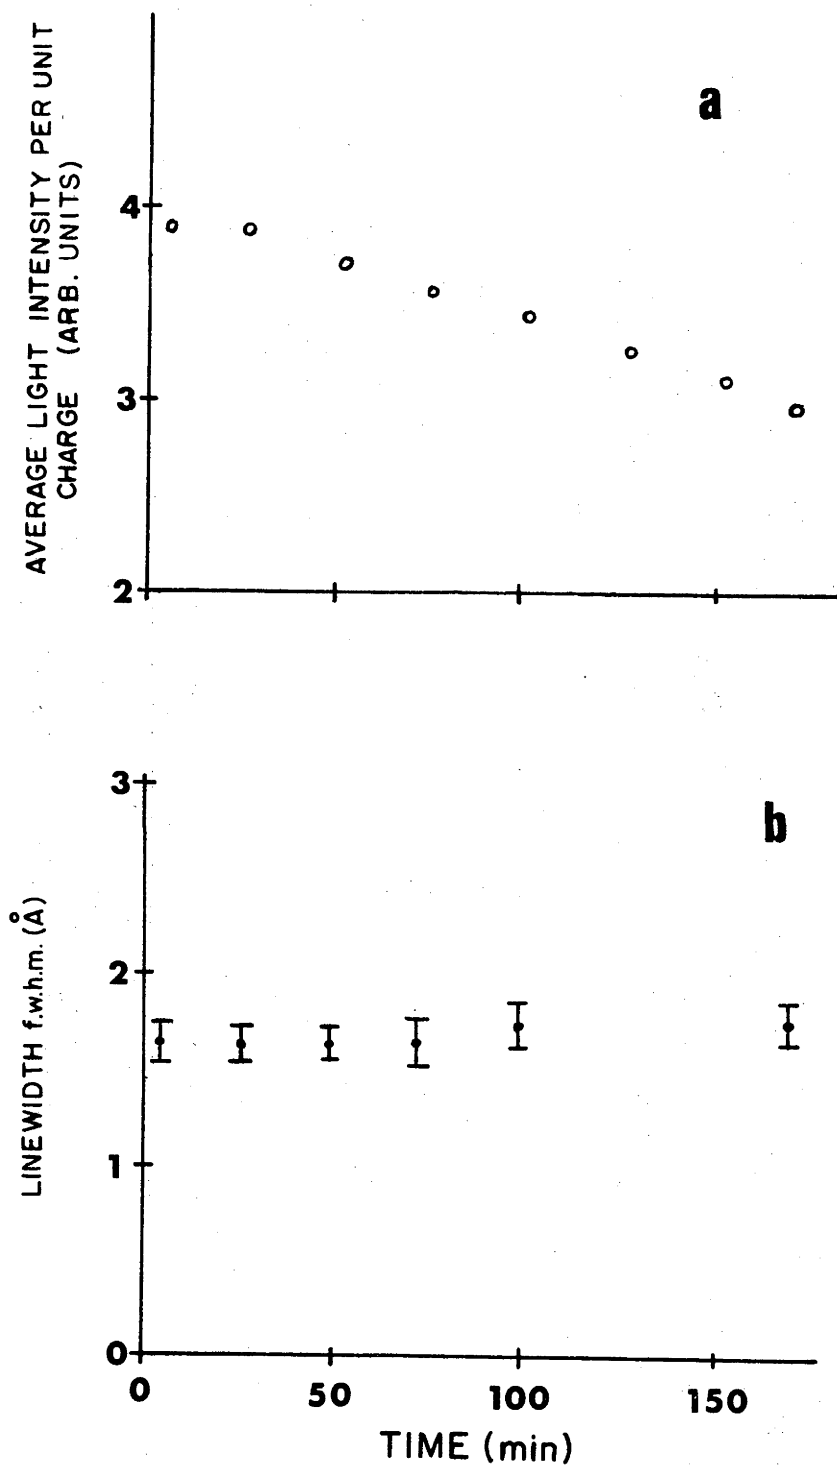 AVERAGE LIGHT INTENSITY PER UNIT
CHARGE (ARB. UNITS)
a
4
3
2
3
b
2
1
0
LINEWIDTH f.w.h.m. (Å)
0 50 100 150
TIME (min)